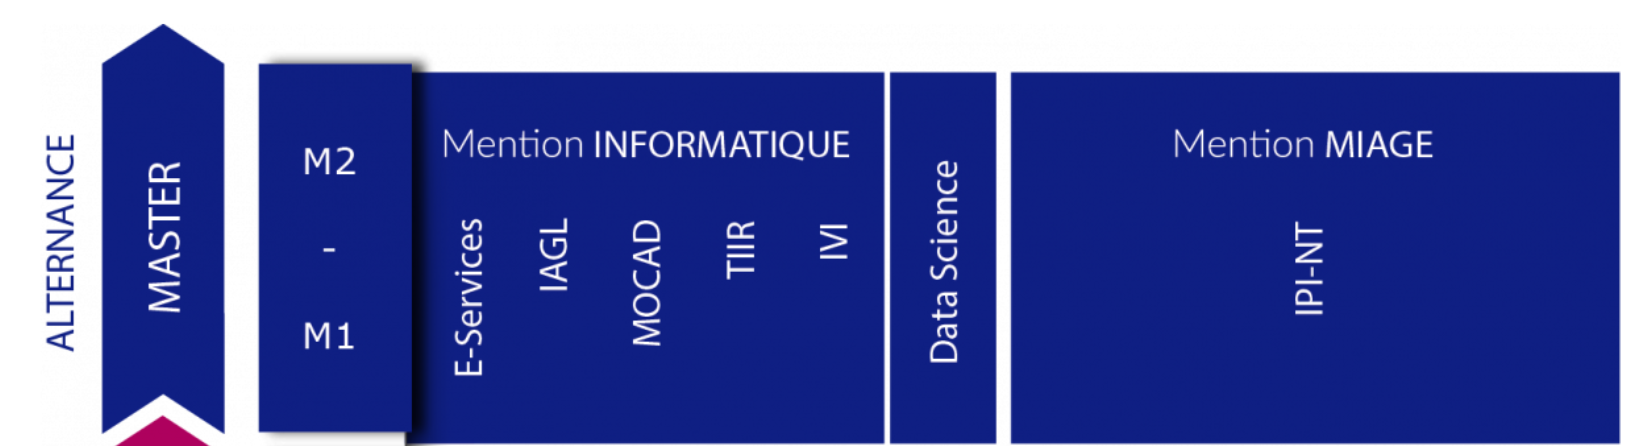 ALTERNANCE
MASTER
M2
-
M1
Mention INFORMATIQUE
E-Services
IAGL
MOCAD
TIIR
IVI
Data Science
Mention MIAGE
IPI-NT